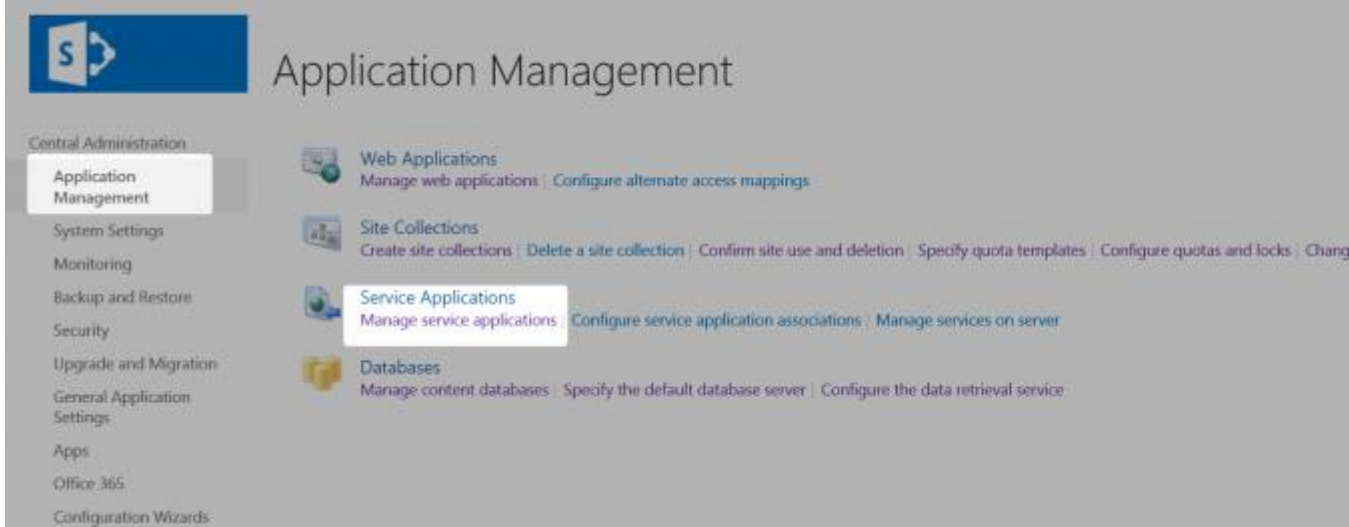 S
Application Management
Central Administration
Application
Management
System Settings
Monitoring
Backup and Restore
Security
Upgrade and Migration
General Application
Settings
Apps
Office 365
Configuration Wizards
Web Applications
Manage web applications | Configure alternate access mappings
Site Collections
Create site collections | Delete a site collection | Confirm site use and deletion | Specify quota templates | Configure quotas and locks | Chang
Service Applications
Manage service applications | Configure service application associations | Manage services on server
Databases
Manage content databases | Specify the default database server | Configure the data retrieval service